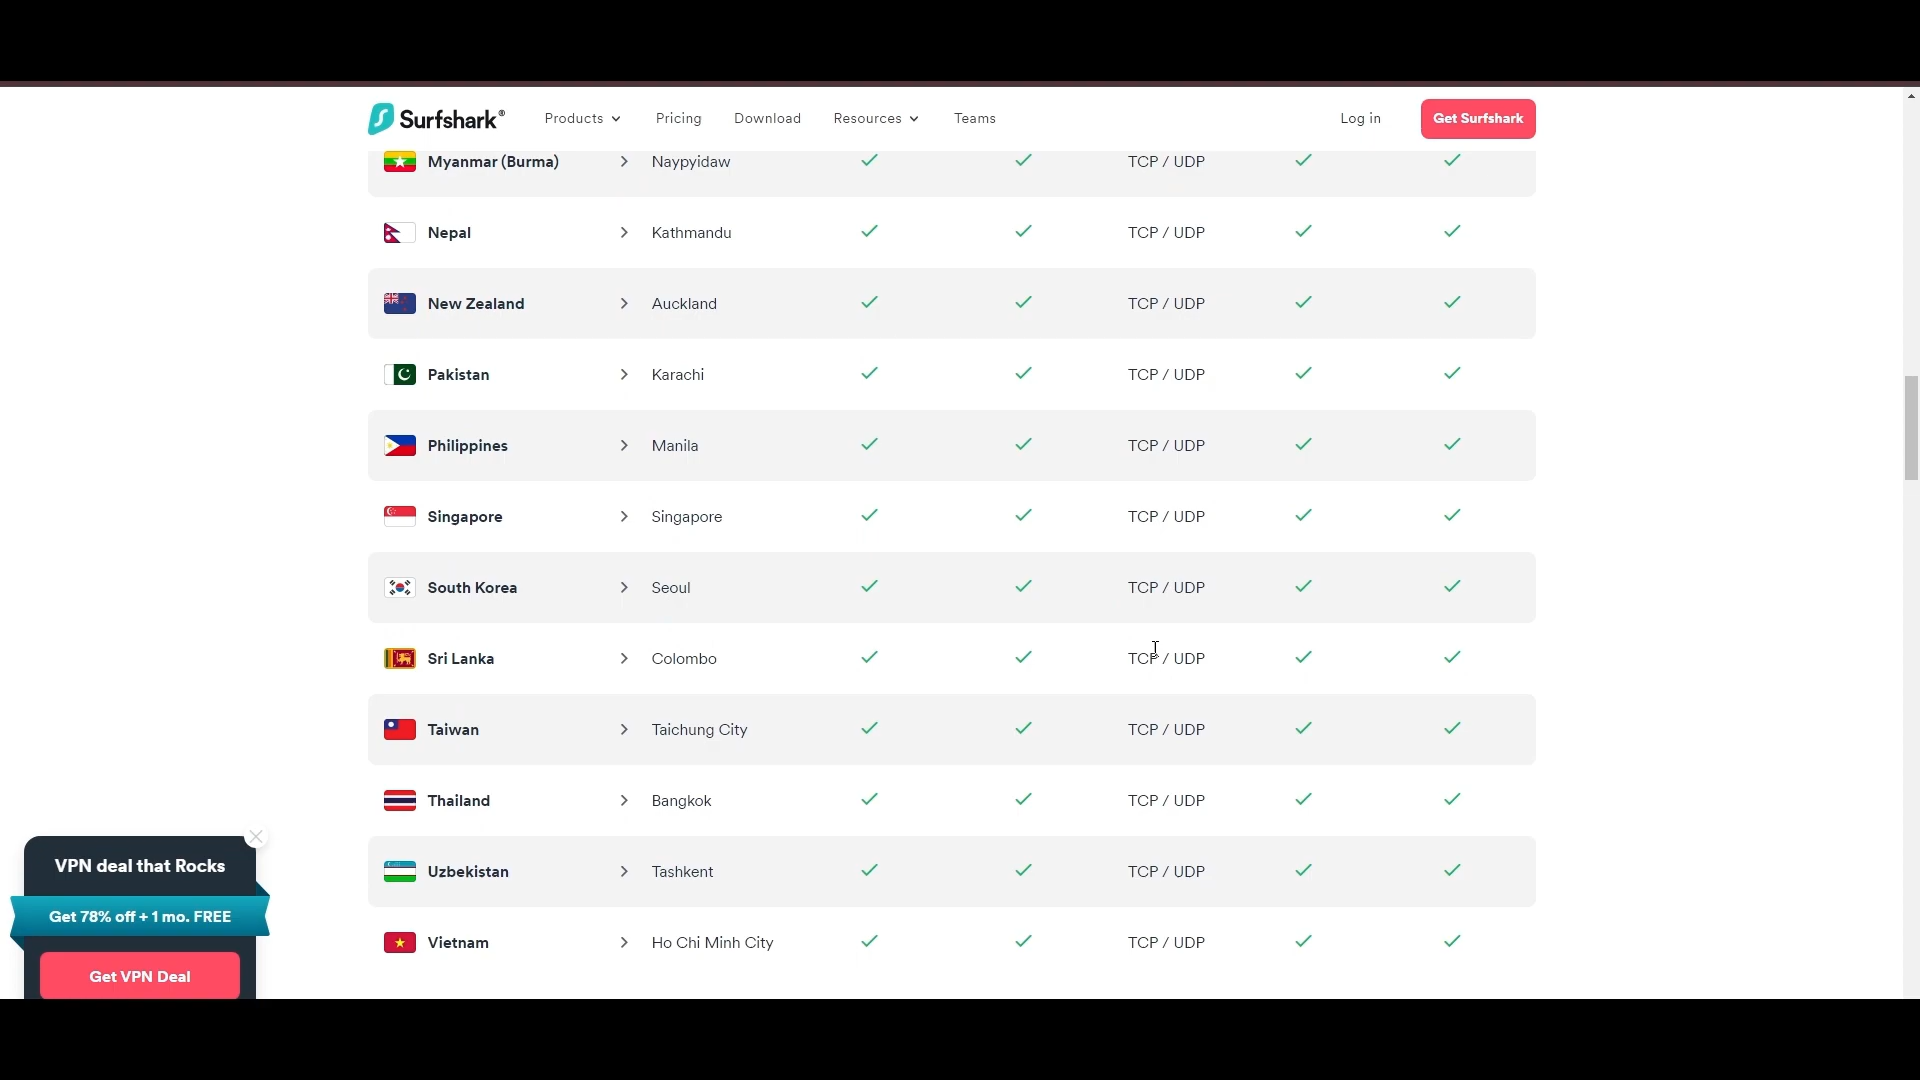 Surfshark®
Products
Pricing
Download
Resources
Teams
Log in
Get Surfshark
Myanmar (Burma) Naypyidaw TCP / UDP
Nepal Kathmandu TCP / UDP
New Zealand Auckland TCP / UDP
Pakistan Karachi TCP / UDP
Philippines Manila TCP / UDP
Singapore Singapore TCP / UDP
South Korea Seoul TCP / UDP
Sri Lanka Colombo TCP / UDP
Taiwan Taichung City TCP / UDP
Thailand Bangkok TCP / UDP
Uzbekistan Tashkent TCP / UDP
Vietnam Ho Chi Minh City TCP / UDP
VPN deal that Rocks
Get 78% off + 1 mo. FREE
Get VPN Deal